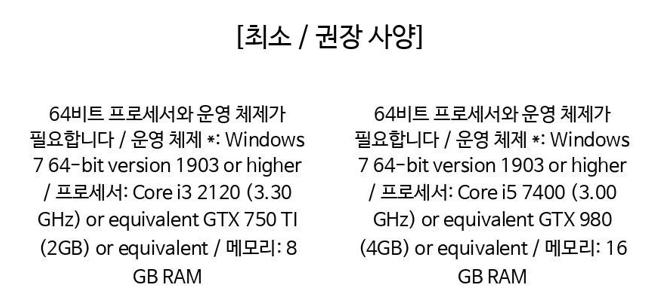 [최소 / 권장 사양]
64비트 프로세서와 운영 체제가
필요합니다 / 운영 체제 *: Windows
7 64-bit version 1903 or higher
/ 프로세서: Core i3 2120 (3.30
GHz) or equivalent GTX 750 TI
(2GB) or equivalent / 메모리: 8
GB RAM
64비트 프로세서와 운영 체제가
필요합니다 / 운영 체제 *: Windows
7 64-bit version 1903 or higher
/ 프로세서: Core i5 7400 (3.00
GHz) or equivalent GTX 980
(4GB) or equivalent / 메모리: 16
GB RAM